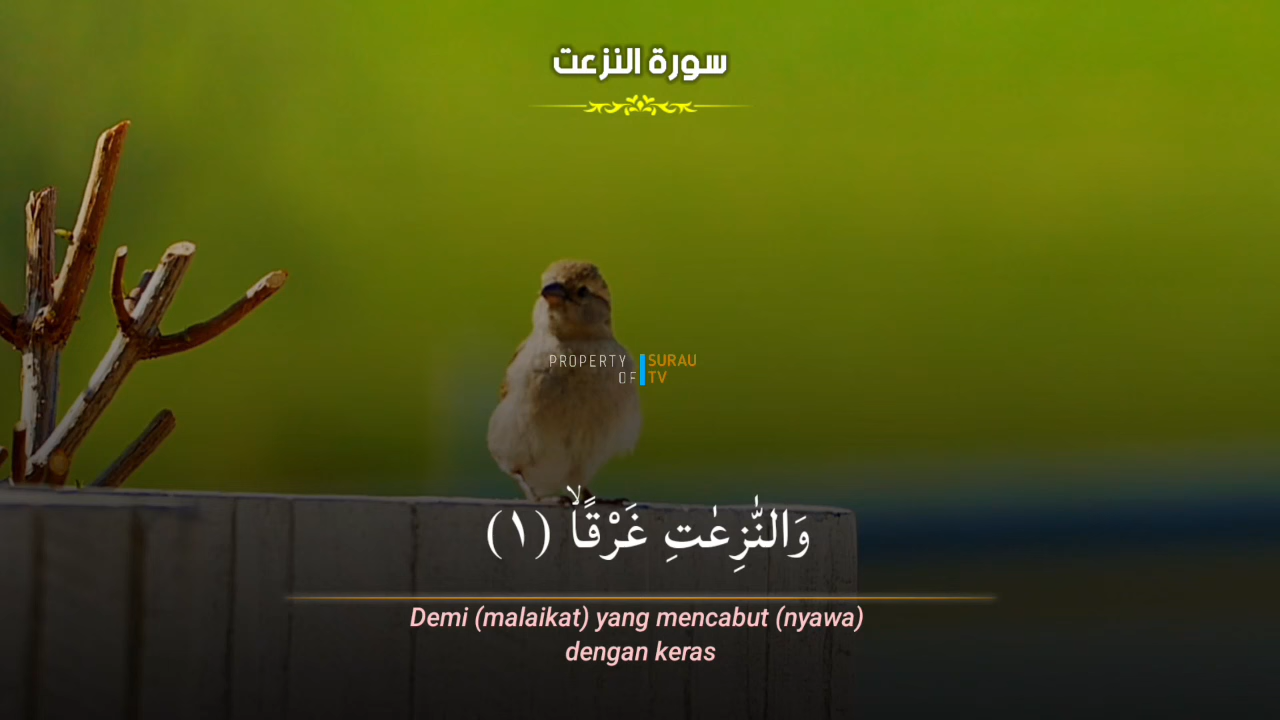 سورة النزعت
PROPERTY OF SURAU TV
وَالنّٰزِعٰتِ غَرْقًاۙ (١)
Demi (malaikat) yang mencabut (nyawa)
dengan keras